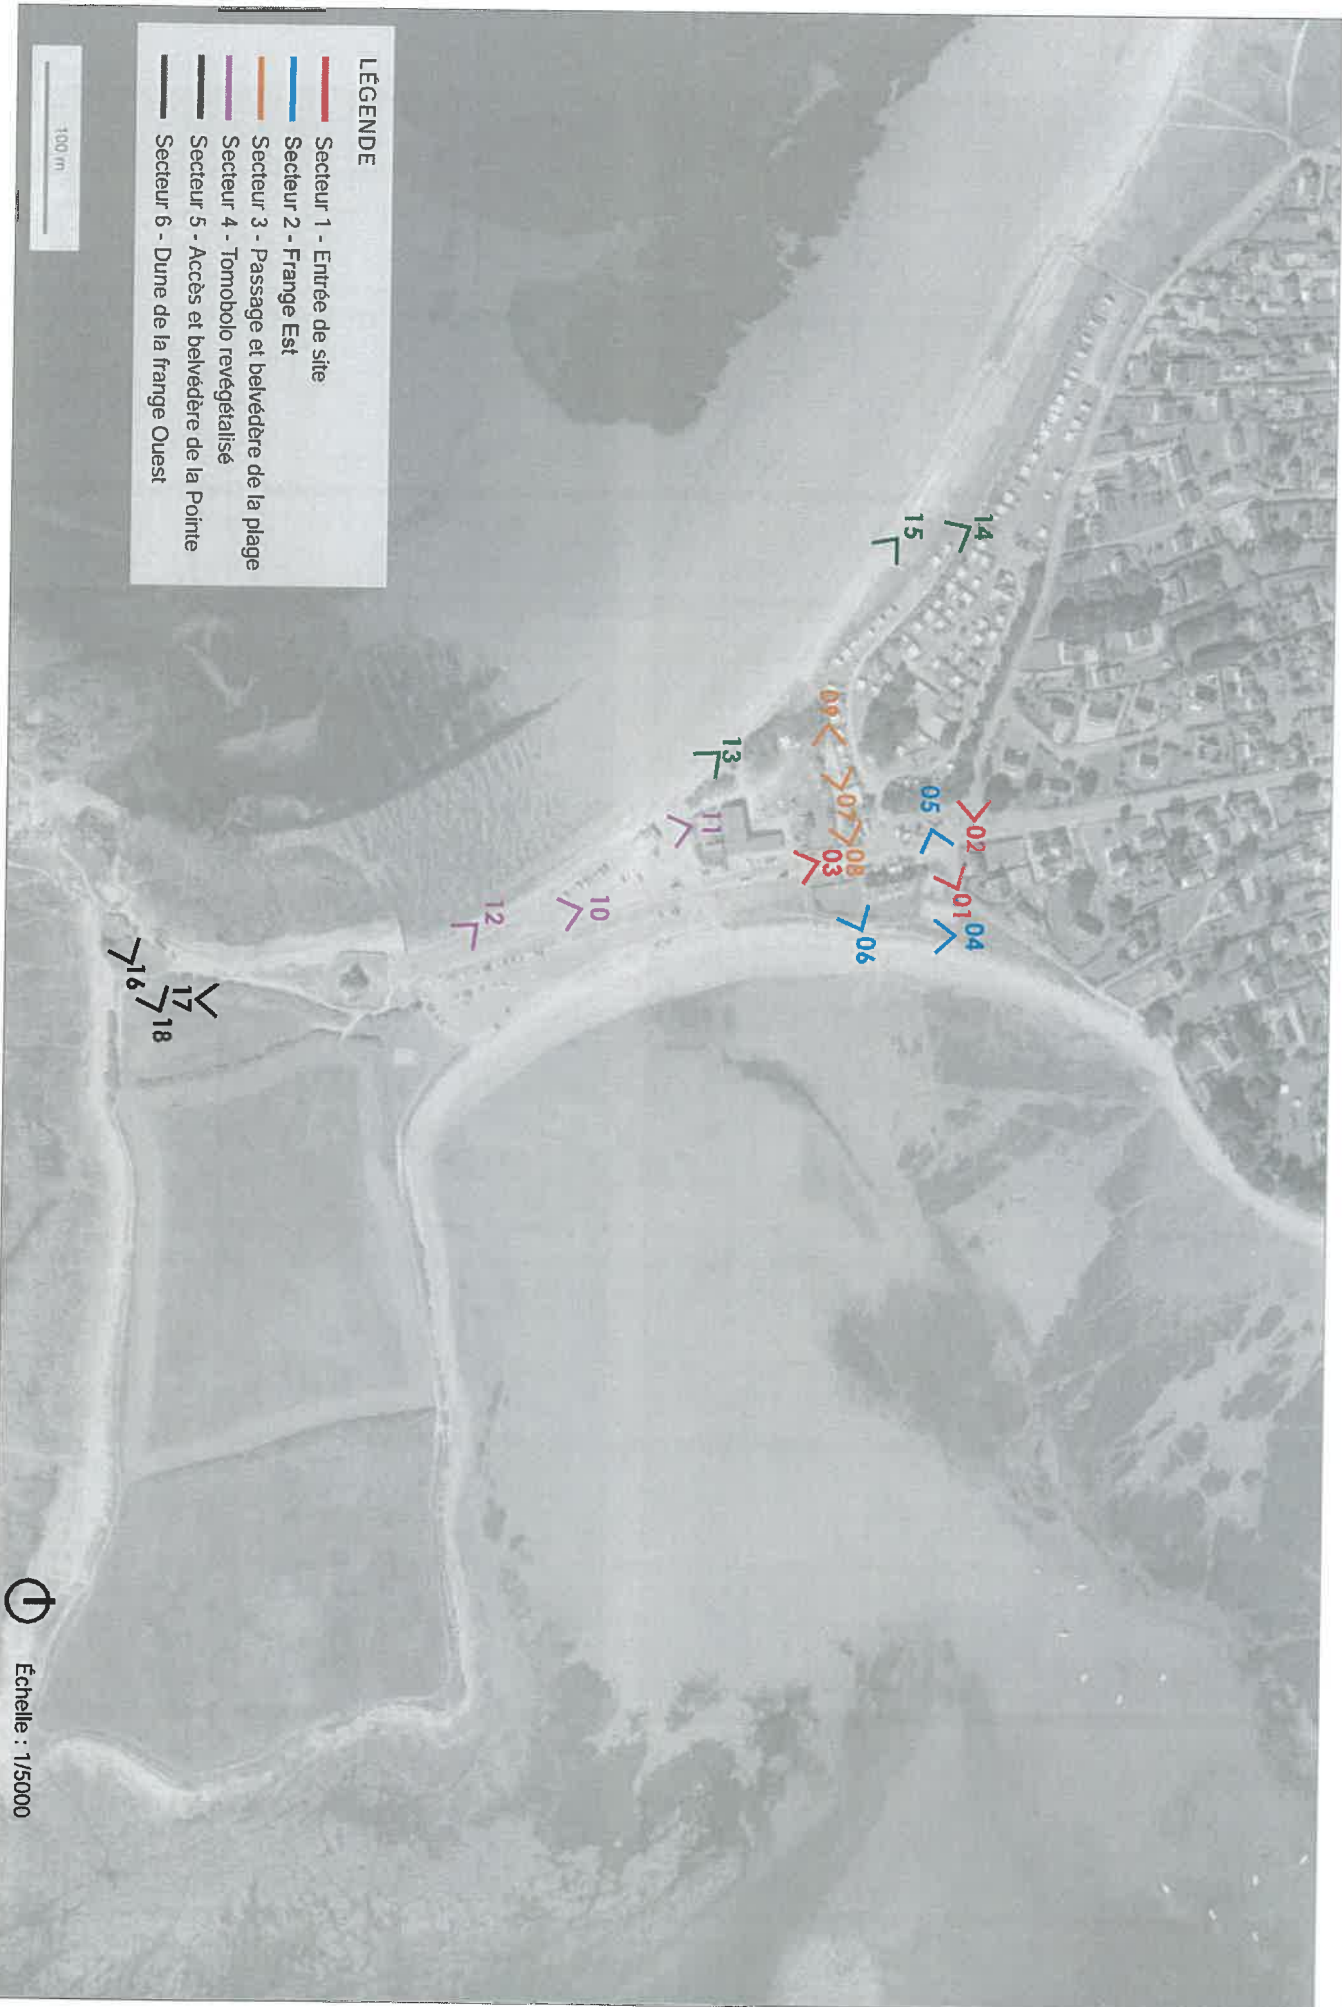 LÉGENDE
Secteur 1 - Entrée de site
Secteur 2 - Frange Est
Secteur 3 - Passage et belvédère de la plage
Secteur 4 - Tomobolo revégétalisé
Secteur 5 - Accès et belvédère de la Pointe
Secteur 6 - Dune de la frange Ouest
100 m
14
15
09
13
07
08
05
02
11
03
01
04
06
10
12
16
17
18
Échelle : 1/5000